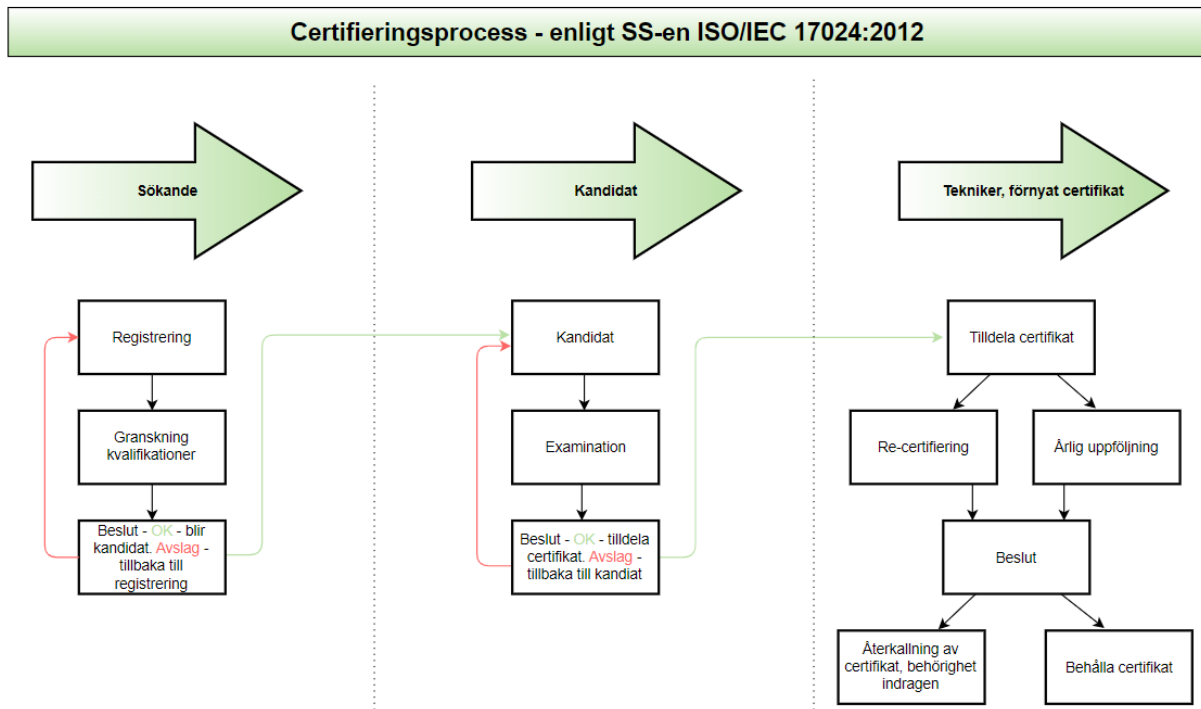 Certifieringsprocess - enligt SS-en ISO/IEC 17024:2012
Sökande
Kandidat
Tekniker, förnyat certifikat
Registrering
Granskning
kvalifikationer
Beslut - OK - blir
kandidat. Avslag -
tillbaka till
registrering
Kandidat
Examination
Beslut - OK - tilldela
certifikat. Avslag -
tillbaka till kandiat
Tilldela certifikat
Re-certifiering
Årlig uppföljning
Beslut
Återkallning av
certifikat, behörighet
indragen
Behålla certifikat